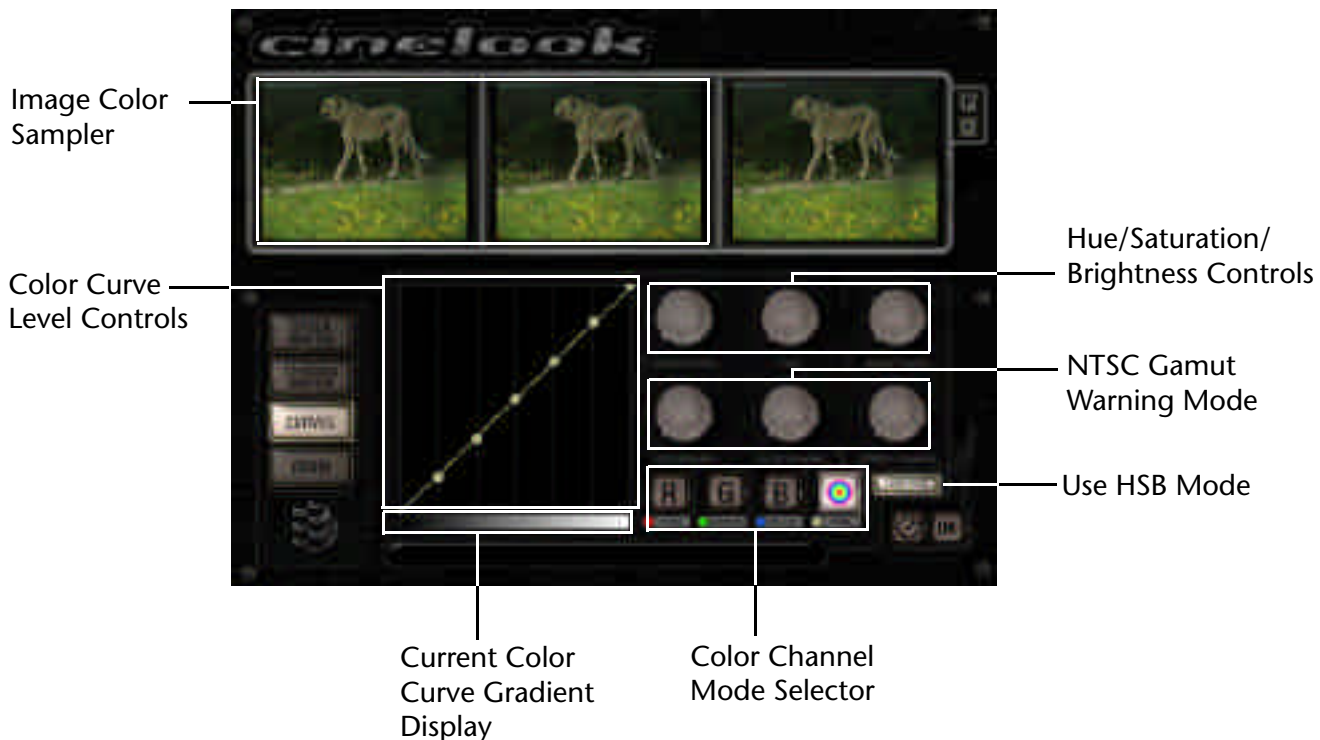 cinelook
Image Color
Sampler
Hue/Saturation/
Brightness Controls
Color Curve
Level Controls
NTSC Gamut
Warning Mode
CURVES
R G B
Use HSB Mode
OK
Current Color
Curve Gradient
Display
Color Channel
Mode Selector